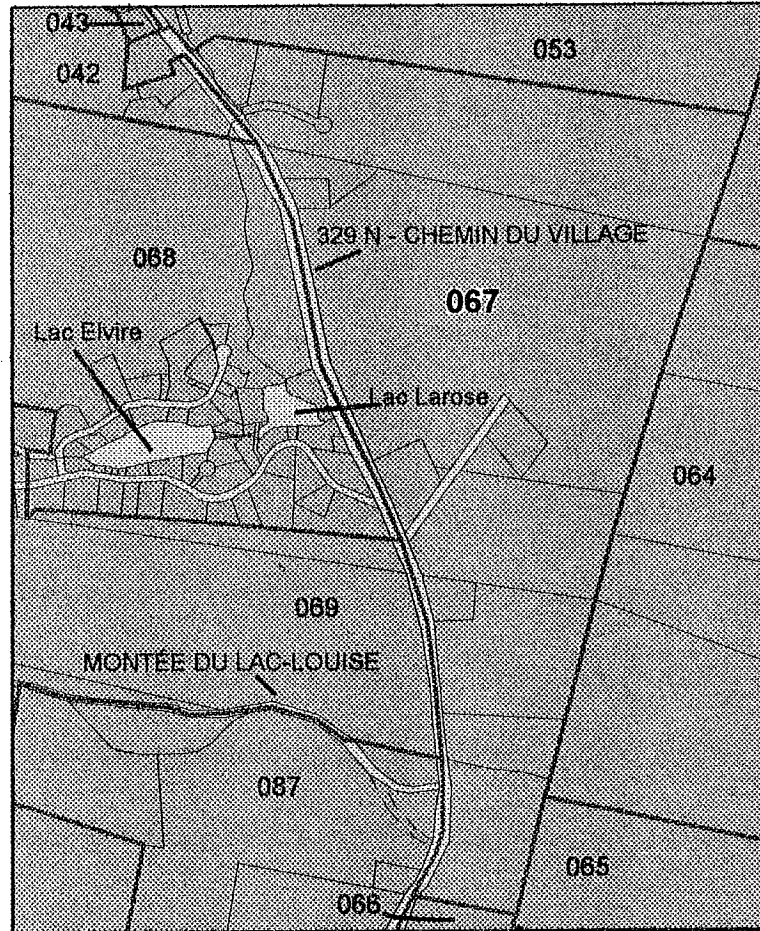 043
053
042
329 N - CHEMIN DU VILLAGE
068
067
Lac Elvire
Lac Larose
064
069
MONTÉE DU LAC-LOUISE
087
065
066